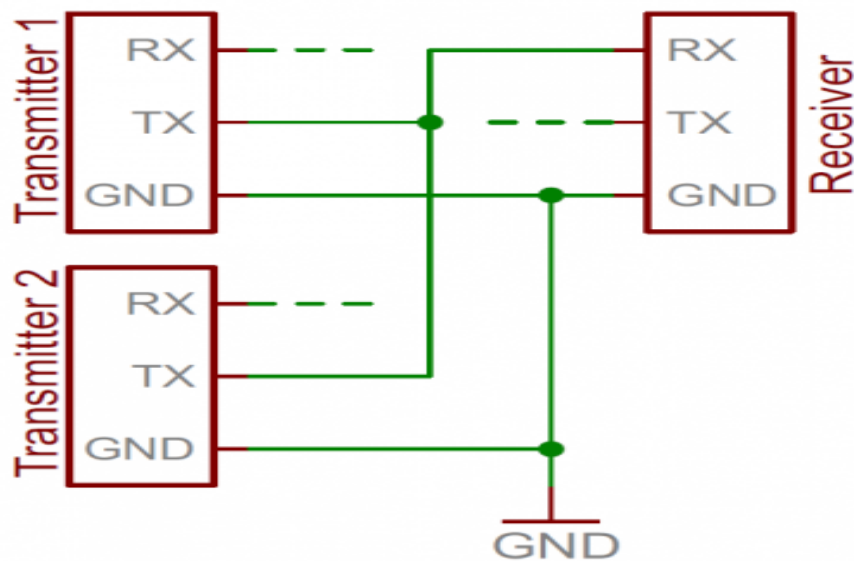 Transmitter 1
RX
TX
GND
RX
TX
GND
Receiver
Transmitter 2
RX
TX
GND
GND